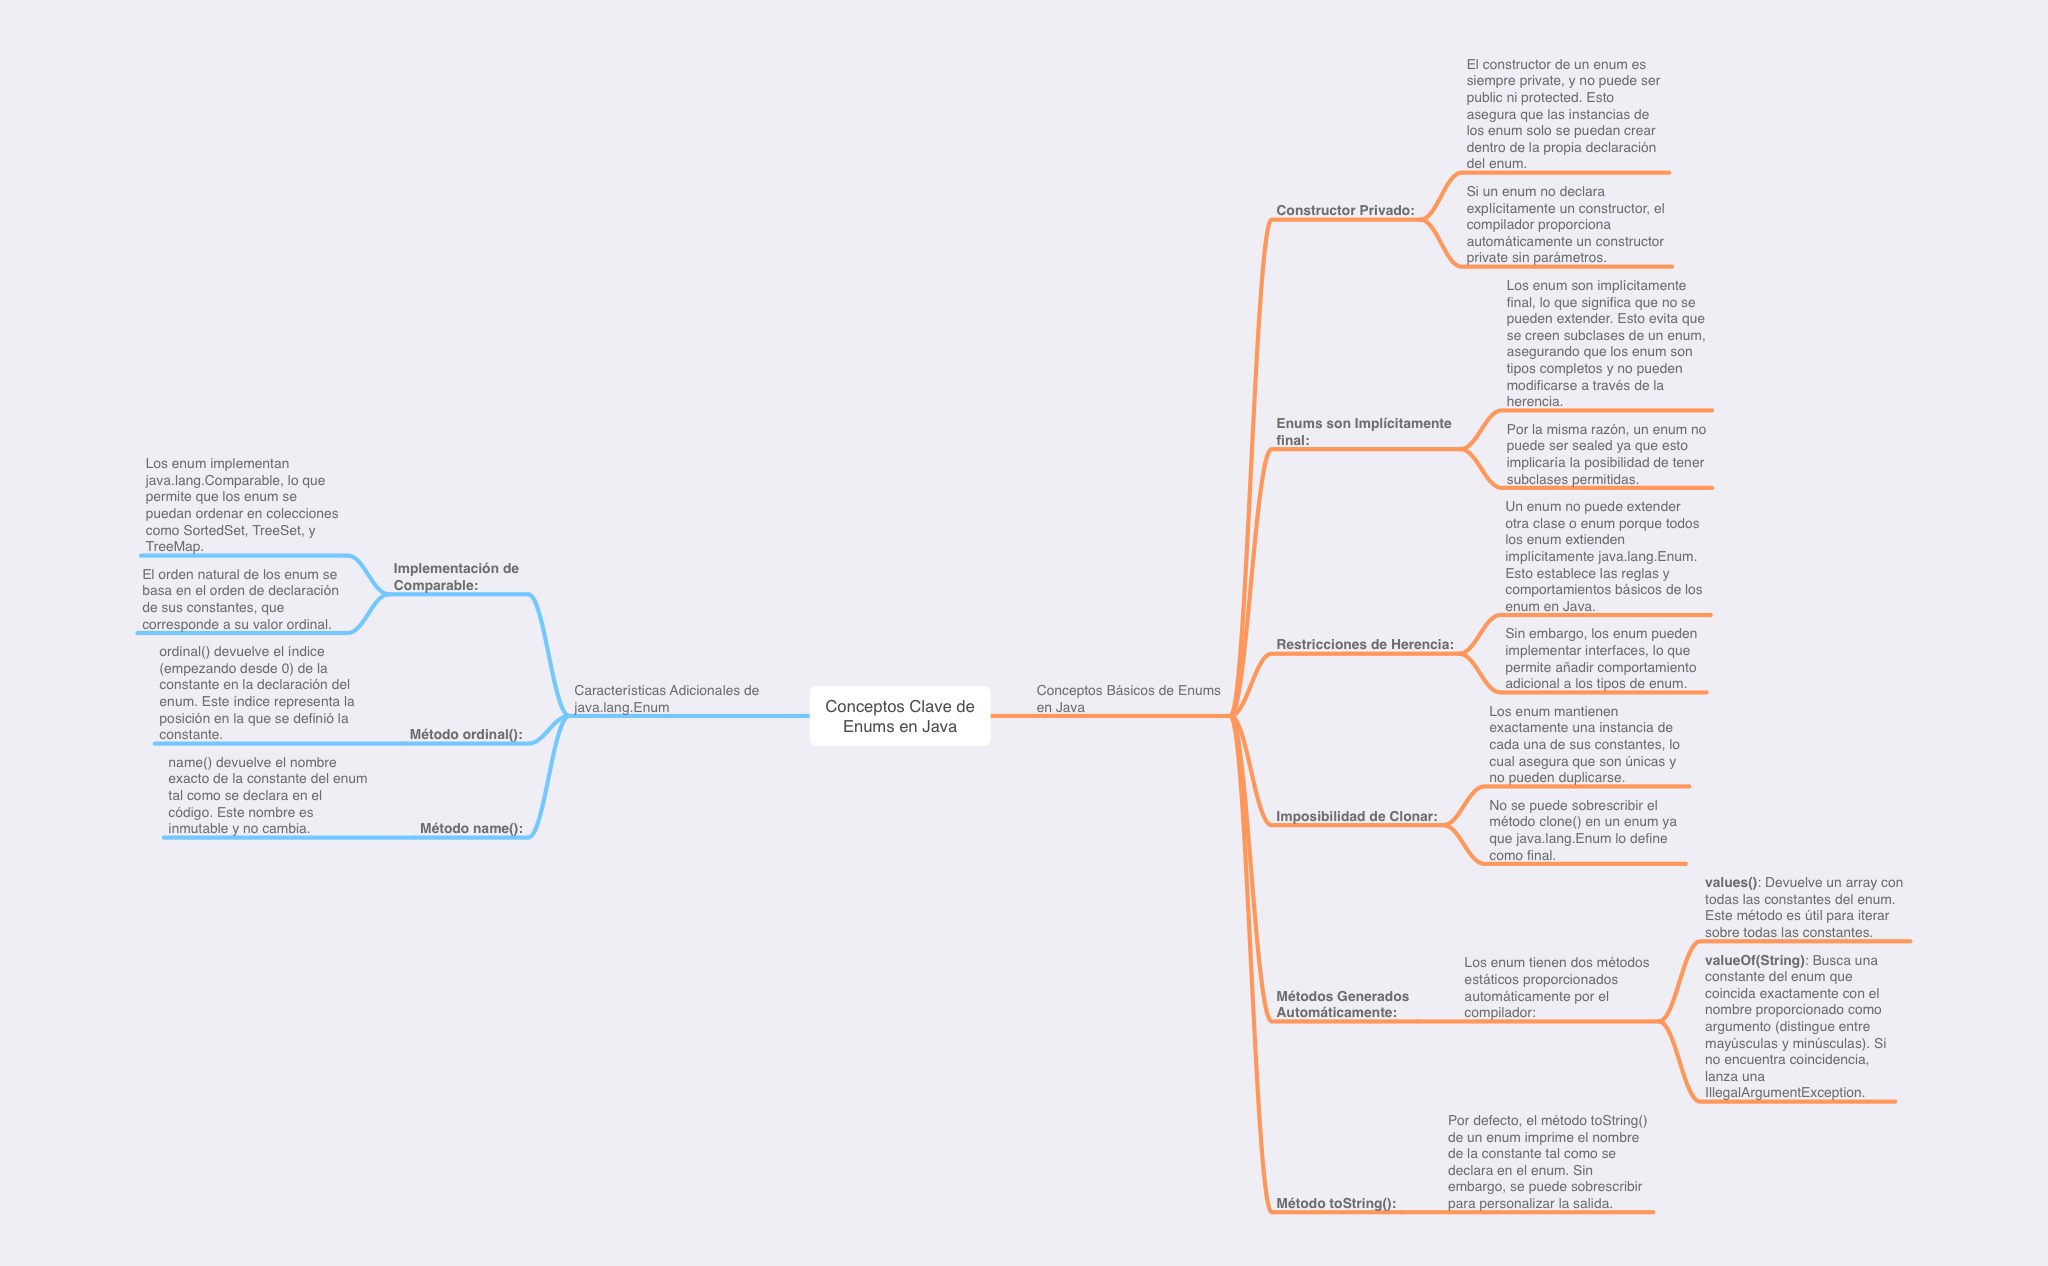 Conceptos Clave de
Enums en Java
Conceptos Básicos de Enums
en Java
Constructor Privado:
El constructor de un enum es
siempre private, y no puede ser
public ni protected. Esto
asegura que las instancias de
los enum solo se puedan crear
dentro de la propia declaración
del enum.
Si un enum no declara
explícitamente un constructor, el
compilador proporciona
automáticamente un constructor
private sin parámetros.
Enums son Implícitamente
final:
Los enum son implícitamente
final, lo que significa que no se
pueden extender. Esto evita que
se creen subclases de un enum,
asegurando que los enum son
tipos completos y no pueden
modificarse a través de la
herencia.
Por la misma razón, un enum no
puede ser sealed ya que esto
implicaría la posibilidad de tener
subclases permitidas.
Restricciones de Herencia:
Un enum no puede extender
otra clase o enum porque todos
los enum extienden
implícitamente java.lang.Enum.
Esto establece las reglas y
comportamientos básicos de los
enum en Java.
Sin embargo, los enum pueden
implementar interfaces, lo que
permite añadir comportamiento
adicional a los tipos de enum.
Imposibilidad de Clonar:
Los enum mantienen
exactamente una instancia de
cada una de sus constantes, lo
cual asegura que son únicas y
no pueden duplicarse.
No se puede sobrescribir el
método clone() en un enum ya
que java.lang.Enum lo define
como final.
Métodos Generados
Automáticamente:
Los enum tienen dos métodos
estáticos proporcionados
automáticamente por el
compilador:
values(): Devuelve un array con
todas las constantes del enum.
Este método es útil para iterar
sobre todas las constantes.
valueOf(String): Busca una
constante del enum que
coincida exactamente con el
nombre proporcionado como
argumento (distingue entre
mayúsculas y minúsculas). Si
no encuentra coincidencia,
lanza una
IllegalArgumentException.
Método toString():
Por defecto, el método toString()
de un enum imprime el nombre
de la constante tal como se
declara en el enum. Sin
embargo, se puede sobrescribir
para personalizar la salida.
Características Adicionales de
java.lang.Enum
Implementación de
Comparable:
Los enum implementan
java.lang.Comparable, lo que
permite que los enum se
puedan ordenar en colecciones
como SortedSet, TreeSet, y
TreeMap.
El orden natural de los enum se
basa en el orden de declaración
de sus constantes, que
corresponde a su valor ordinal.
Método ordinal():
ordinal() devuelve el índice
(empezando desde 0) de la
constante en la declaración del
enum. Este índice representa la
posición en la que se definió la
constante.
Método name():
name() devuelve el nombre
exacto de la constante del enum
tal como se declara en el
código. Este nombre es
inmutable y no cambia.